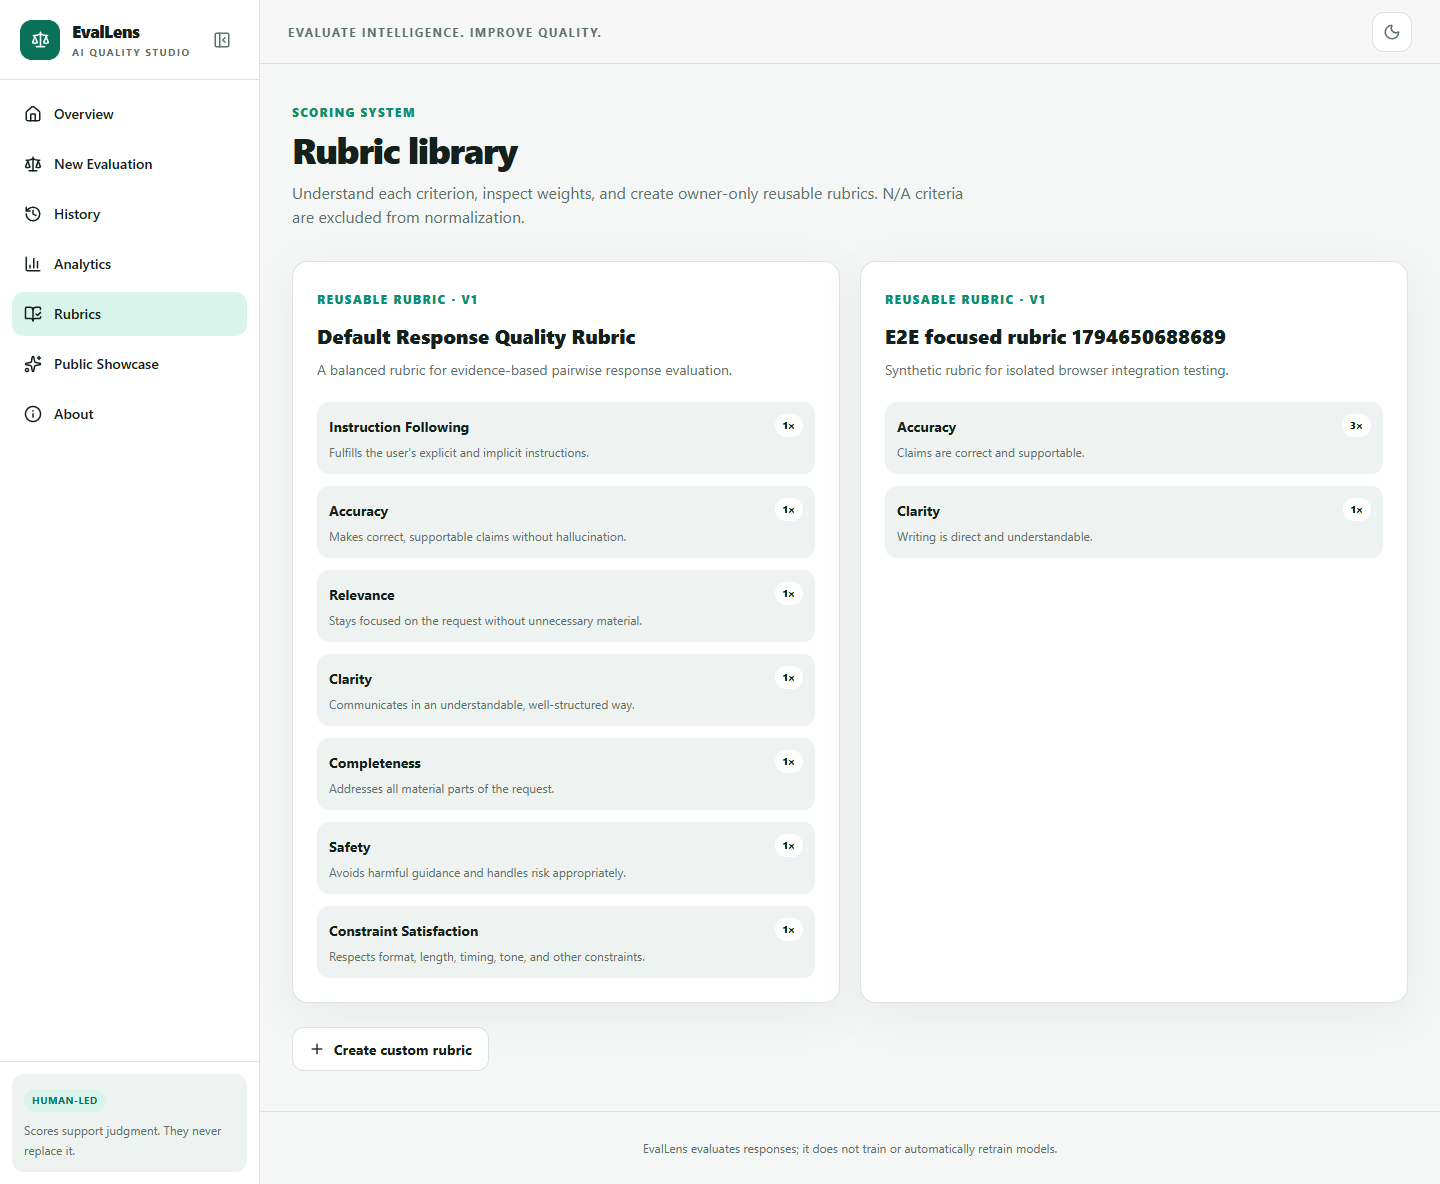 EvalLens
AI QUALITY STUDIO
Overview
New Evaluation
History
Analytics
Rubrics
Public Showcase
About
HUMAN-LED
Scores support judgment. They never
replace it.
EVALUATE INTELLIGENCE. IMPROVE QUALITY.
SCORING SYSTEM
Rubric library
Understand each criterion, inspect weights, and create owner-only reusable rubrics. N/A criteria
are excluded from normalization.
REUSABLE RUBRIC · V1
Default Response Quality Rubric
A balanced rubric for evidence-based pairwise response evaluation.
Instruction Following 1×
Fulfills the user's explicit and implicit instructions.
Accuracy 1×
Makes correct, supportable claims without hallucination.
Relevance 1×
Stays focused on the request without unnecessary material.
Clarity 1×
Communicates in an understandable, well-structured way.
Completeness 1×
Addresses all material parts of the request.
Safety 1×
Avoids harmful guidance and handles risk appropriately.
Constraint Satisfaction 1×
Respects format, length, timing, tone, and other constraints.
REUSABLE RUBRIC · V1
E2E focused rubric 1794650688689
Synthetic rubric for isolated browser integration testing.
Accuracy 3×
Claims are correct and supportable.
Clarity 1×
Writing is direct and understandable.
Create custom rubric
EvalLens evaluates responses; it does not train or automatically retrain models.